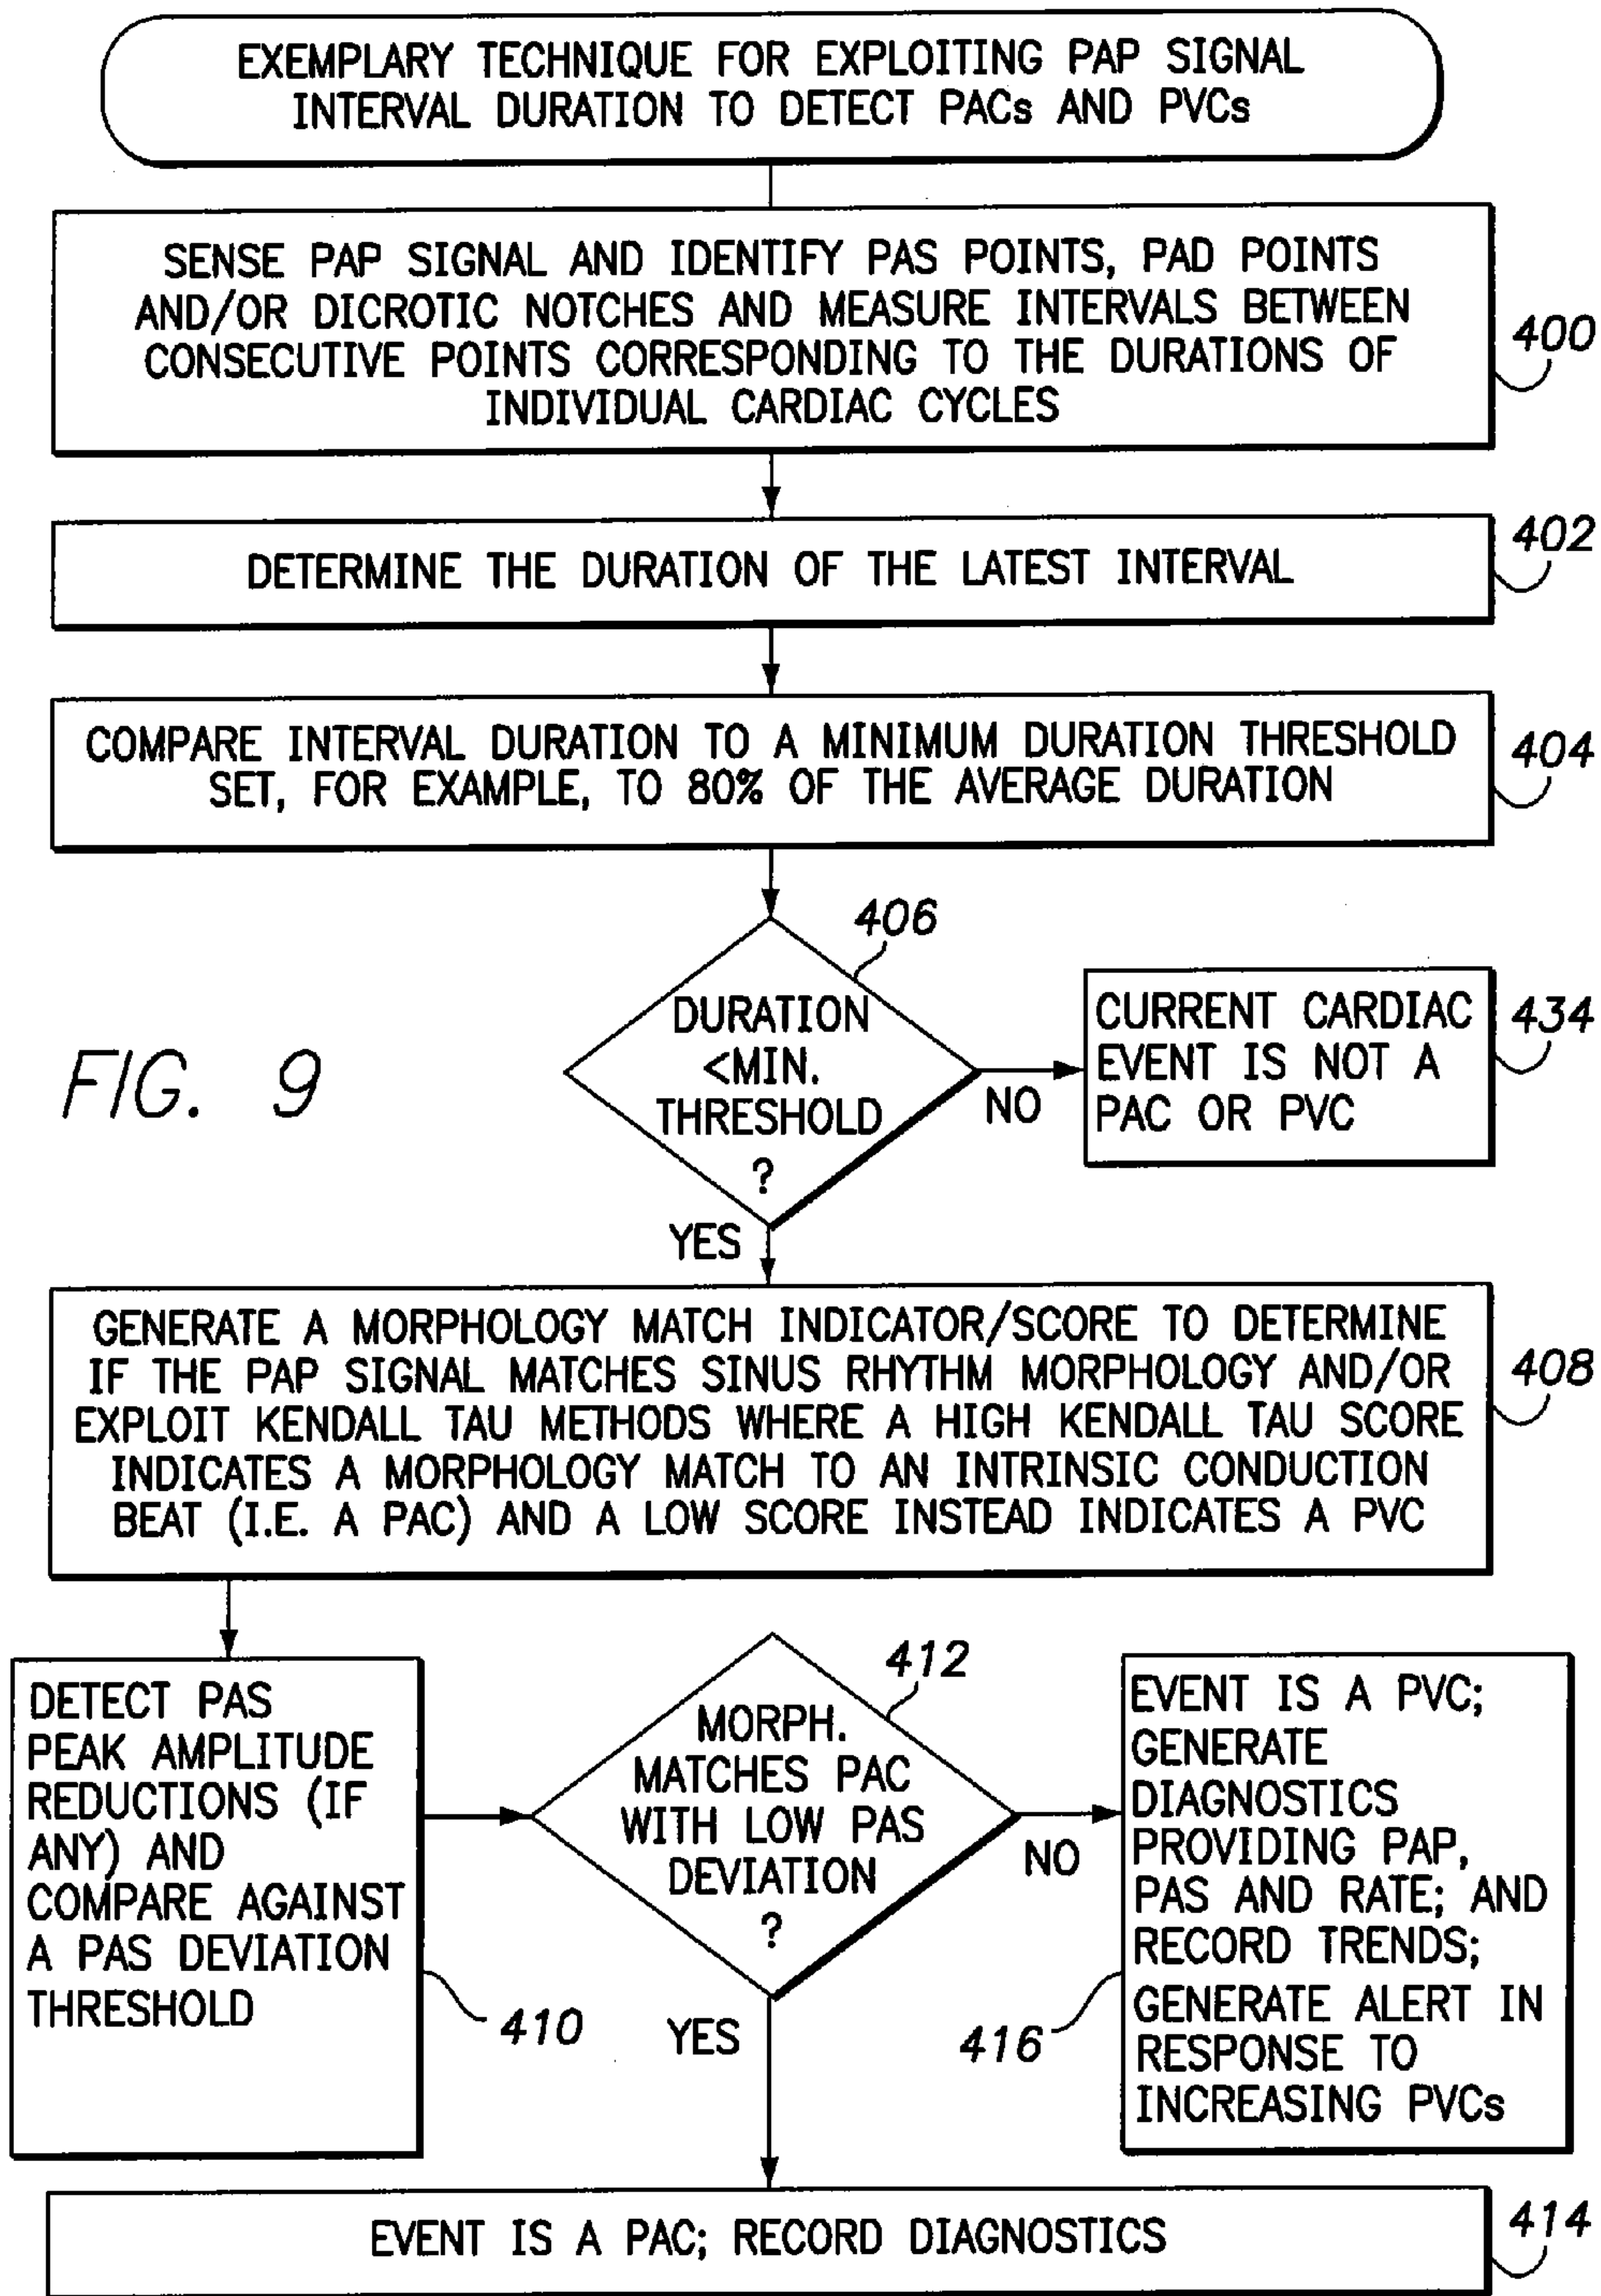 EXEMPLARY TECHNIQUE FOR EXPLOITING PAP SIGNAL
INTERVAL DURATION TO DETECT PACs AND PVCs
SENSE PAP SIGNAL AND IDENTIFY PAS POINTS, PAD POINTS
AND/OR DICROTIC NOTCHES AND MEASURE INTERVALS BETWEEN
CONSECUTIVE POINTS CORRESPONDING TO THE DURATIONS OF
INDIVIDUAL CARDIAC CYCLES
400
DETERMINE THE DURATION OF THE LATEST INTERVAL
402
COMPARE INTERVAL DURATION TO A MINIMUM DURATION THRESHOLD
SET, FOR EXAMPLE, TO 80% OF THE AVERAGE DURATION
404
406
DURATION
<MIN.
THRESHOLD
?
NO
YES
CURRENT CARDIAC
EVENT IS NOT A
PAC OR PVC
434
FIG. 9
GENERATE A MORPHOLOGY MATCH INDICATOR/SCORE TO DETERMINE
IF THE PAP SIGNAL MATCHES SINUS RHYTHM MORPHOLOGY AND/OR
EXPLOIT KENDALL TAU METHODS WHERE A HIGH KENDALL TAU SCORE
INDICATES A MORPHOLOGY MATCH TO AN INTRINSIC CONDUCTION
BEAT (I.E. A PAC) AND A LOW SCORE INSTEAD INDICATES A PVC
408
DETECT PAS
PEAK AMPLITUDE
REDUCTIONS (IF
ANY) AND
COMPARE AGAINST
A PAS DEVIATION
THRESHOLD
410
412
MORPH.
MATCHES PAC
WITH LOW PAS
DEVIATION
?
NO
YES
EVENT IS A PVC;
GENERATE
DIAGNOSTICS
PROVIDING PAP,
PAS AND RATE; AND
RECORD TRENDS;
GENERATE ALERT IN
RESPONSE TO
INCREASING PVCs
416
EVENT IS A PAC; RECORD DIAGNOSTICS
414